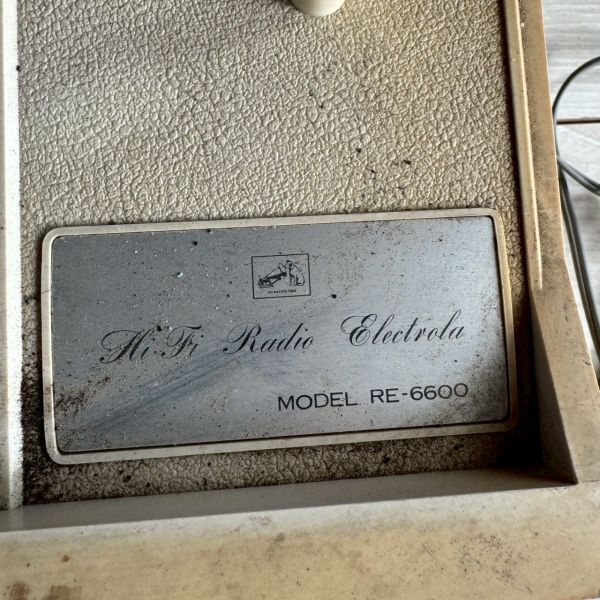 Hi-Fi Radio Electrola
MODEL RE-6600